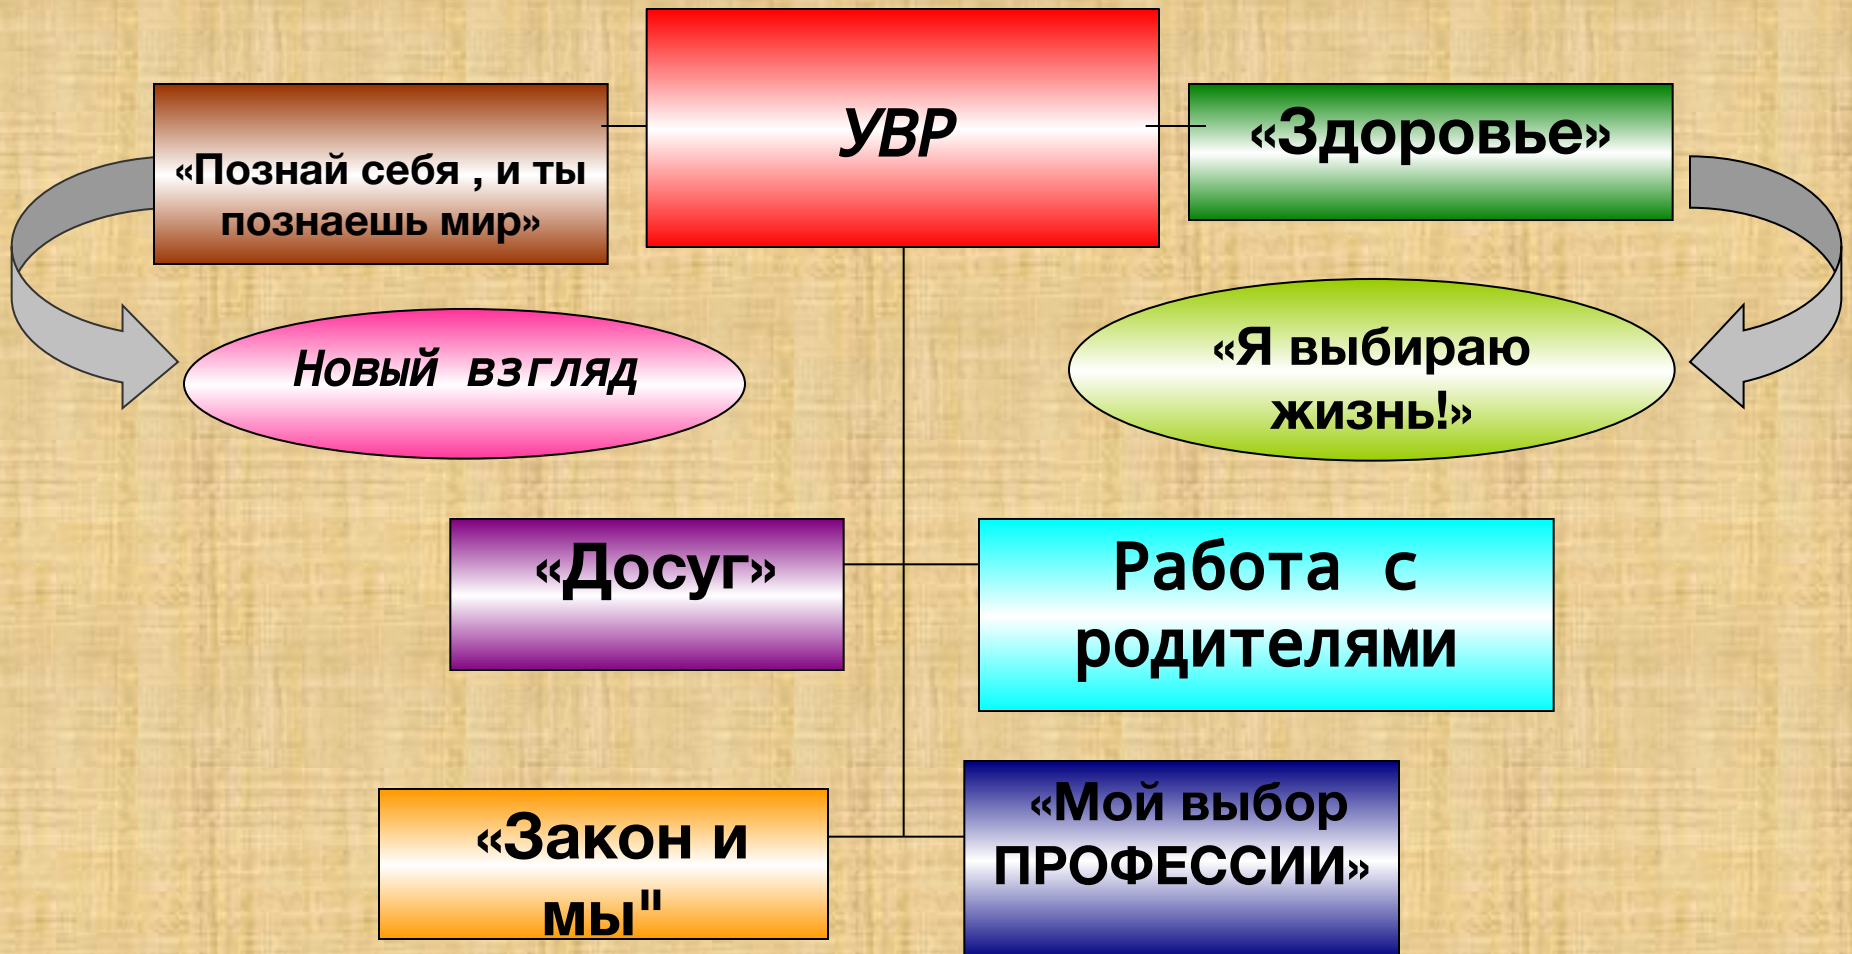 УВР
«Познай себя , и ты
познаешь мир»
«Здоровье»
Новый взгляд
«Я выбираю
жизнь!»
«Досуг»
Работа с
родителями
«Закон и
мы"
«Мой выбор
ПРОФЕССИИ»